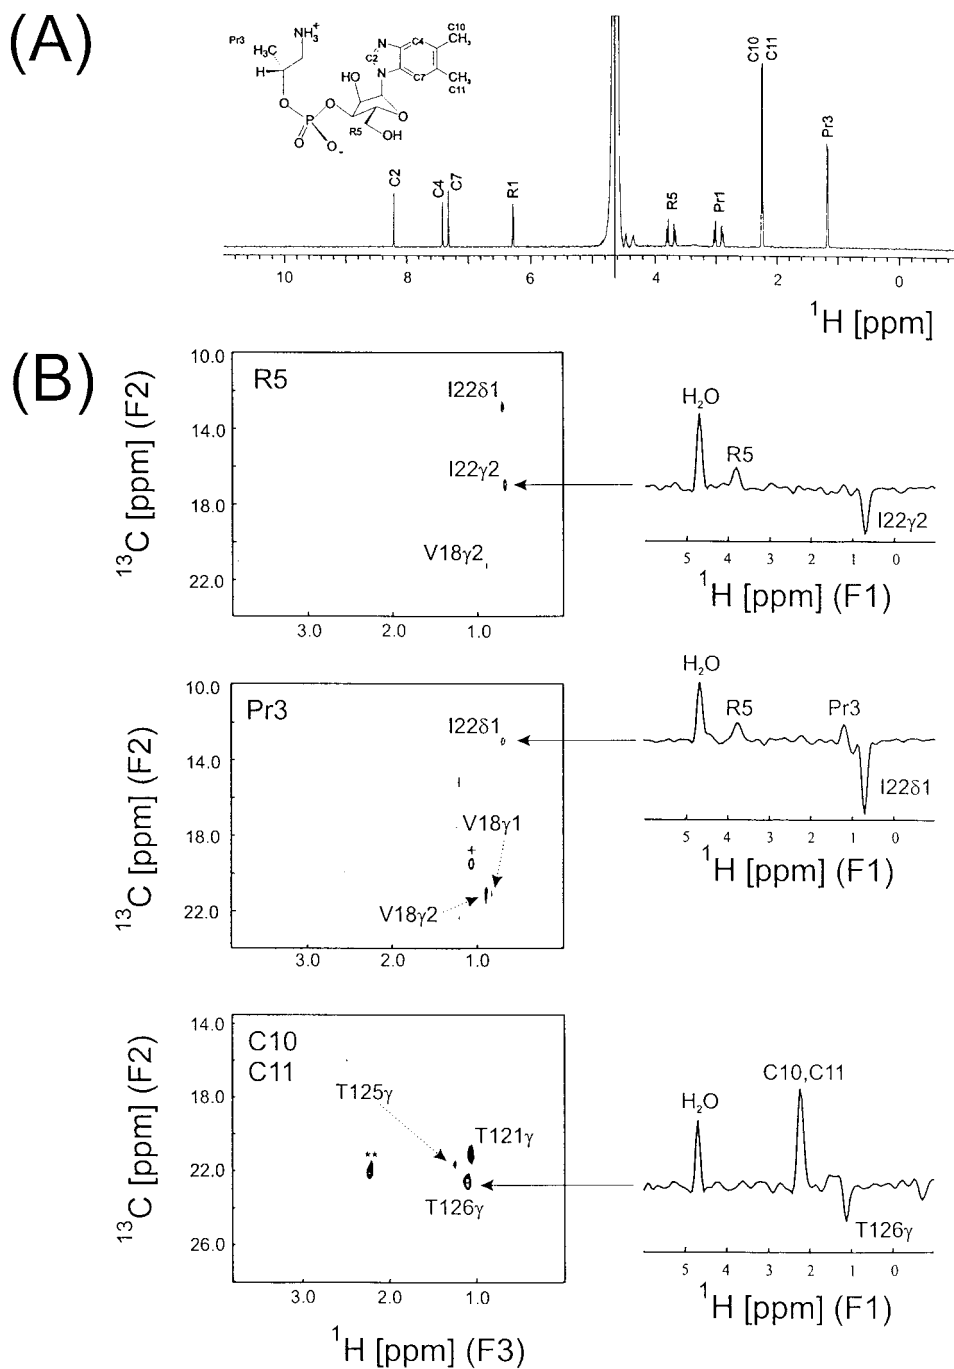 (A)
Pr3
NH₃⁺
H₃C
H
O
O
P
O
O-
HO
R5
OH
O
N
C2
N
C4
C7
C10
CH₃
CH₃
C11
C2
C4
C7
R1
R5
Pr1
C10
C11
Pr3
10 8 6 4 2 0
¹H [ppm]
(B)
R5
I22δ1
I22γ2
V18γ2
10.0
14.0
18.0
22.0
¹³C [ppm] (F2)
3.0 2.0 1.0
H₂O
R5
I22γ2
5 4 3 2 1 0
¹H [ppm] (F1)
Pr3
I22δ1
V18γ1
+
V18γ2
10.0
14.0
18.0
22.0
¹³C [ppm] (F2)
3.0 2.0 1.0
H₂O
R5
Pr3
I22δ1
5 4 3 2 1 0
¹H [ppm] (F1)
C10
C11
T125γ
T121γ
**
T126γ
14.0
18.0
22.0
26.0
¹³C [ppm] (F2)
3.0 2.0 1.0
¹H [ppm] (F3)
H₂O
C10,C11
T126γ
5 4 3 2 1 0
¹H [ppm] (F1)